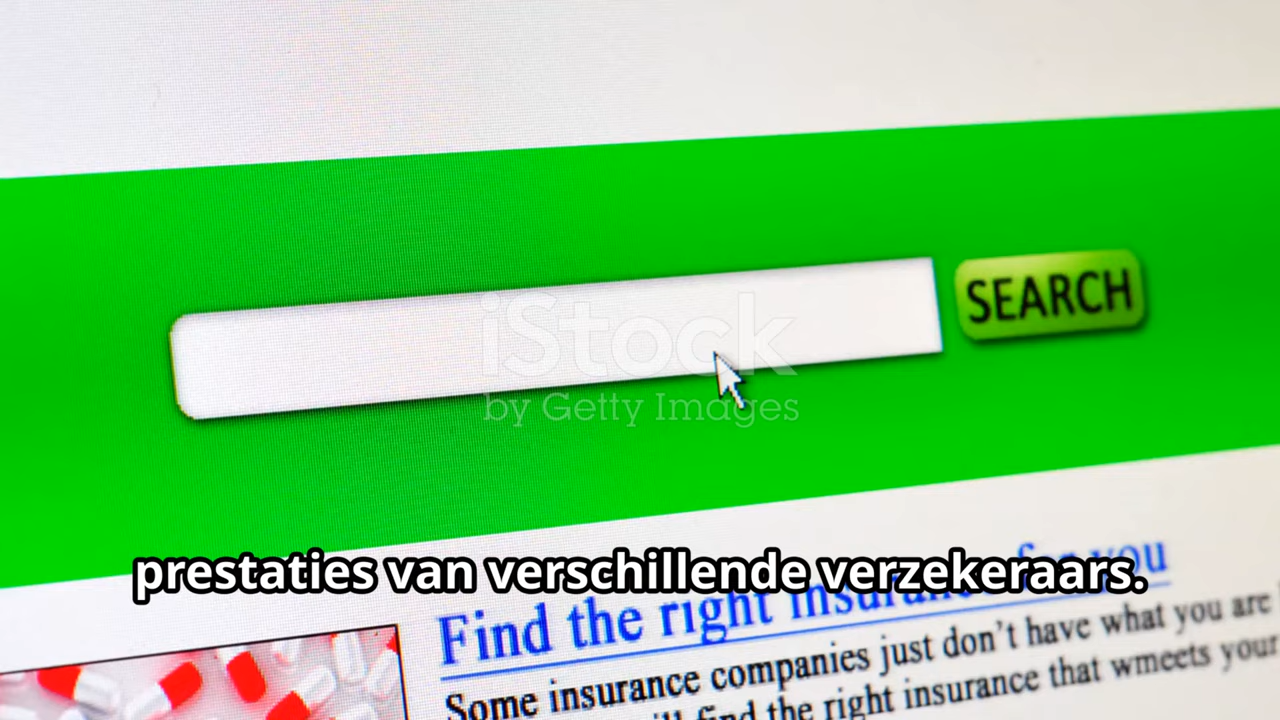 SEARCH
iStock
by Getty Images
prestaties van verschillende verzekeraars.
Find the right insurance for you
Some insurance companies just don't have what you are
find the right insurance that wmeets your